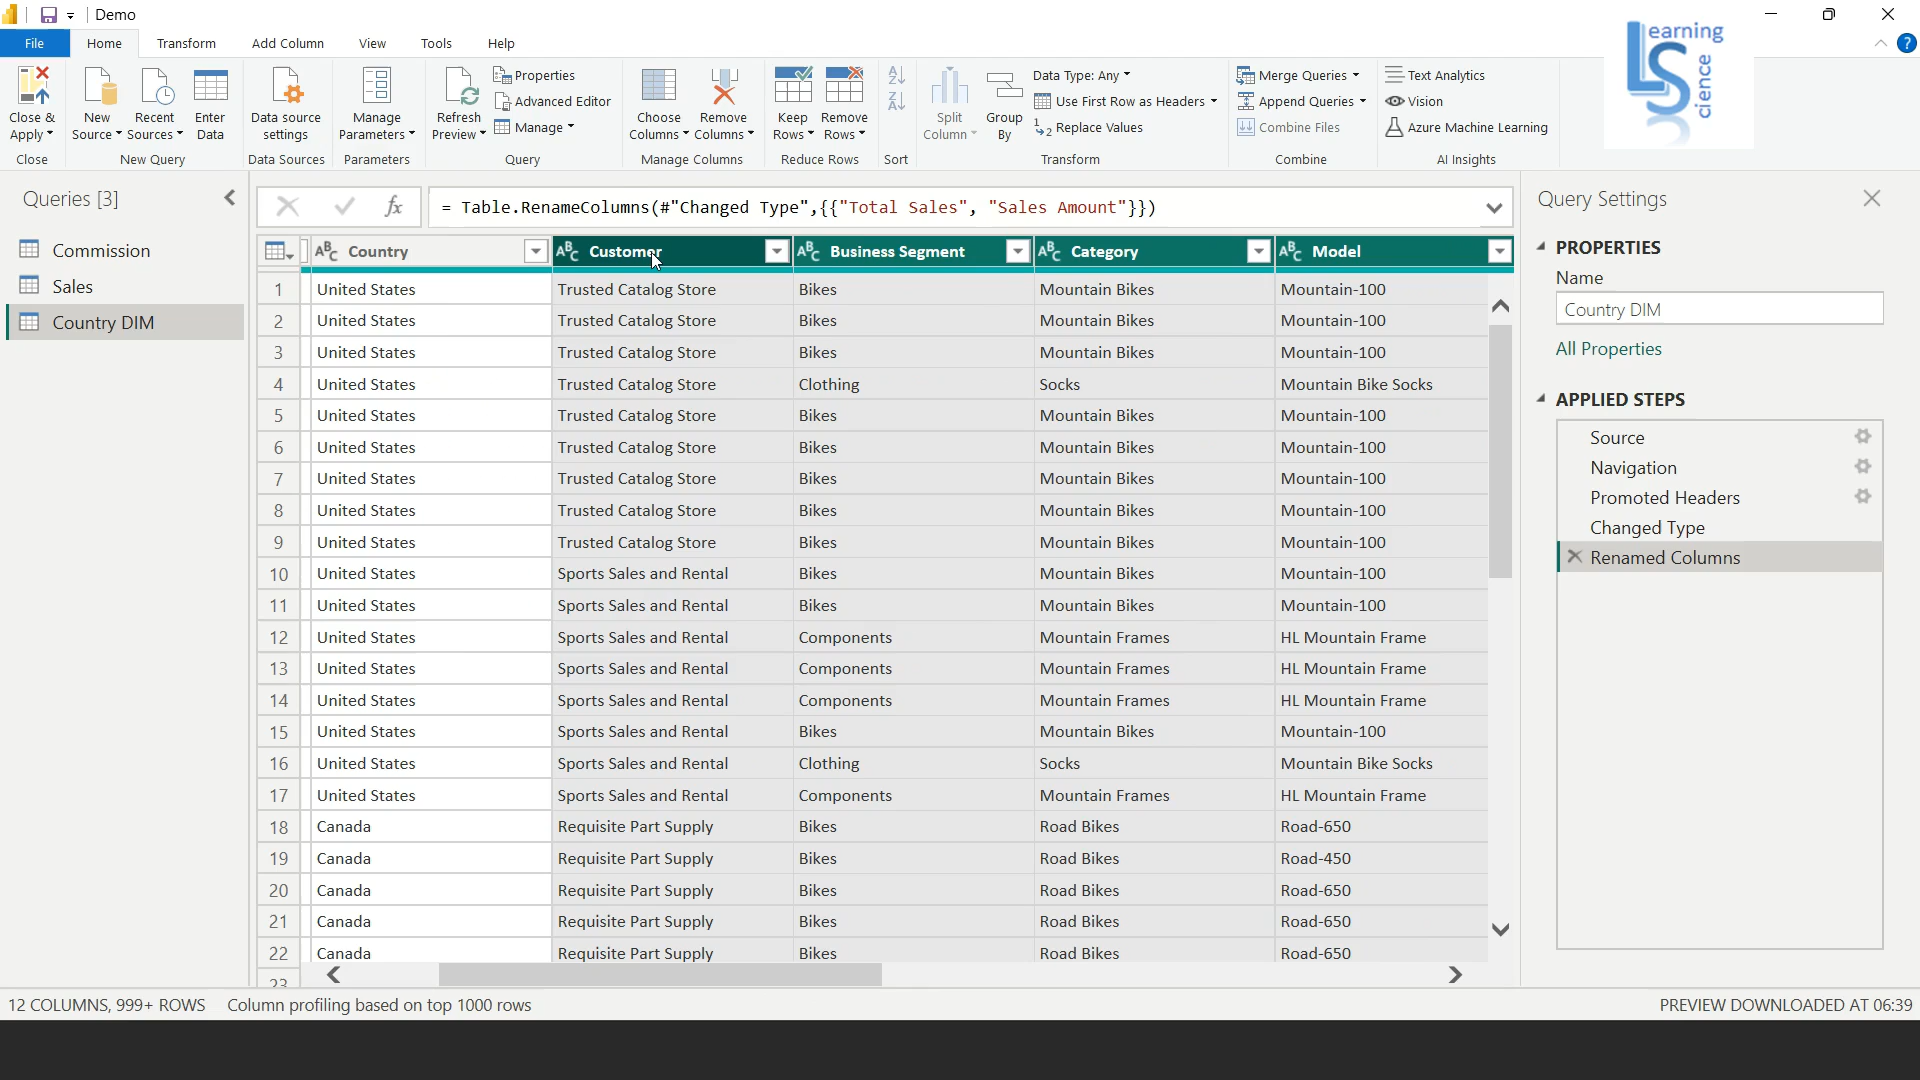 Demo
File Home Transform Add Column View Tools Help
Close & Apply
New Source
Recent Sources
Enter Data
Data source settings
Manage Parameters
Refresh Preview
Properties
Advanced Editor
Manage
Choose Columns
Remove Columns
Keep Rows
Remove Rows
Split Column
Group By
Data Type: Any
Use First Row as Headers
Replace Values
Merge Queries
Append Queries
Combine Files
Text Analytics
Vision
Azure Machine Learning
Learning
Science
Close New Query Data Sources Parameters Query Manage Columns Reduce Rows Sort Transform Combine AI Insights
Queries [3]
Commission
Sales
Country DIM
fx = Table.RenameColumns(#"Changed Type",{{"Total Sales", "Sales Amount"}})
Country Customer Business Segment Category Model
1 United States Trusted Catalog Store Bikes Mountain Bikes Mountain-100
2 United States Trusted Catalog Store Bikes Mountain Bikes Mountain-100
3 United States Trusted Catalog Store Bikes Mountain Bikes Mountain-100
4 United States Trusted Catalog Store Clothing Socks Mountain Bike Socks
5 United States Trusted Catalog Store Bikes Mountain Bikes Mountain-100
6 United States Trusted Catalog Store Bikes Mountain Bikes Mountain-100
7 United States Trusted Catalog Store Bikes Mountain Bikes Mountain-100
8 United States Trusted Catalog Store Bikes Mountain Bikes Mountain-100
9 United States Trusted Catalog Store Bikes Mountain Bikes Mountain-100
10 United States Sports Sales and Rental Bikes Mountain Bikes Mountain-100
11 United States Sports Sales and Rental Bikes Mountain Bikes Mountain-100
12 United States Sports Sales and Rental Components Mountain Frames HL Mountain Frame
13 United States Sports Sales and Rental Components Mountain Frames HL Mountain Frame
14 United States Sports Sales and Rental Components Mountain Frames HL Mountain Frame
15 United States Sports Sales and Rental Bikes Mountain Bikes Mountain-100
16 United States Sports Sales and Rental Clothing Socks Mountain Bike Socks
17 United States Sports Sales and Rental Components Mountain Frames HL Mountain Frame
18 Canada Requisite Part Supply Bikes Road Bikes Road-650
19 Canada Requisite Part Supply Bikes Road Bikes Road-450
20 Canada Requisite Part Supply Bikes Road Bikes Road-650
21 Canada Requisite Part Supply Bikes Road Bikes Road-650
22 Canada Requisite Part Supply Bikes Road Bikes Road-650
23
Query Settings
PROPERTIES
Name
Country DIM
All Properties
APPLIED STEPS
Source
Navigation
Promoted Headers
Changed Type
Renamed Columns
12 COLUMNS, 999+ ROWS Column profiling based on top 1000 rows PREVIEW DOWNLOADED AT 06:39